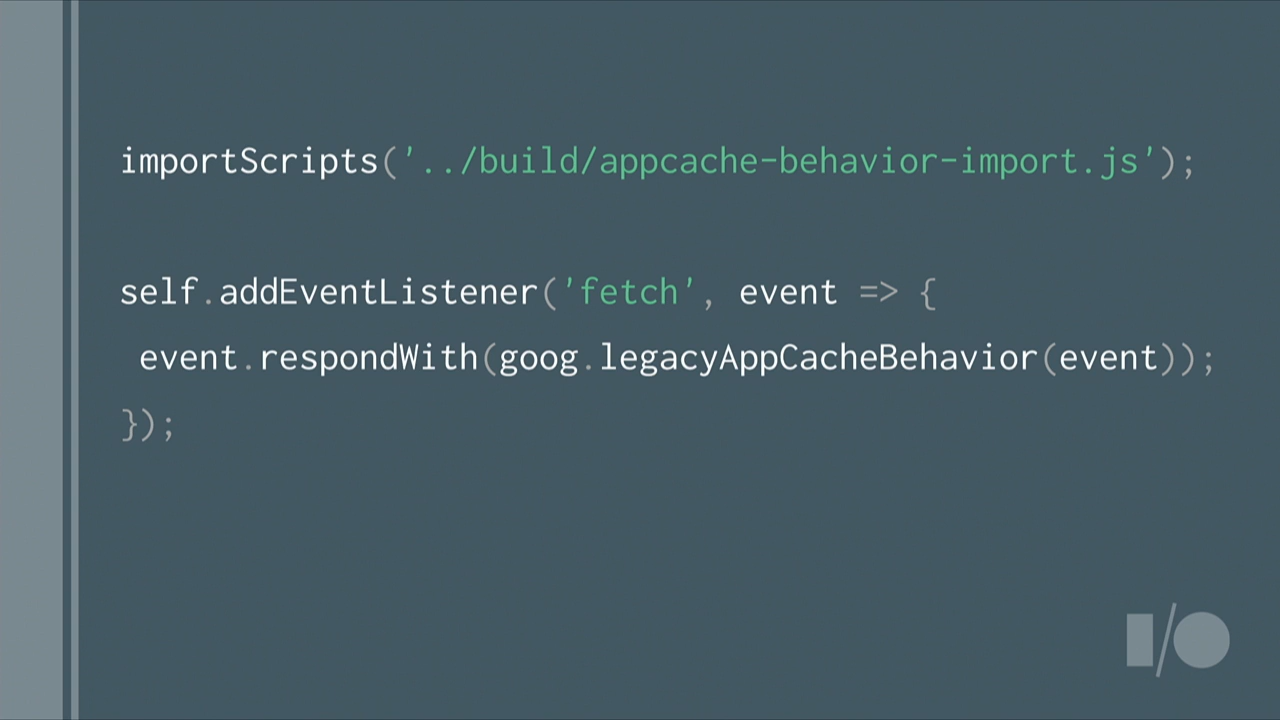 importScripts('../build/appcache-behavior-import.js');
self.addEventListener('fetch', event => {
event.respondWith(goog.legacyAppCacheBehavior(event));
});
I/O